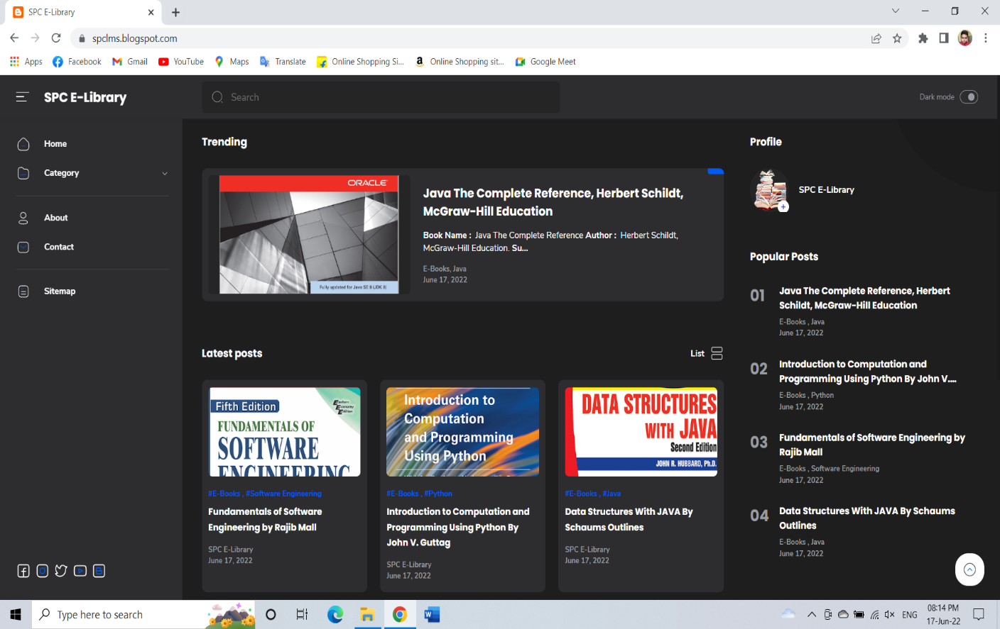 SPC E-Library
spclms.blogspot.com
Apps
Facebook
Gmail
YouTube
Maps
Translate
Online Shopping Si...
Online Shopping sit...
Google Meet
SPC E-Library
Search
Dark mode
Home
Category
About
Contact
Sitemap
Trending
ORACLE
Fully updated for Java SE 8 (JDK 8)
Java The Complete Reference, Herbert Schildt,
McGraw-Hill Education
Book Name : Java The Complete Reference Author : Herbert Schildt,
McGraw-Hill Education. Su...
E-Books, Java
June 17, 2022
Latest posts
List
Fifth Edition
Eastern
Economy
Edition
FUNDAMENTALS OF
SOFTWARE
ENGINEERING
#E-Books , #Software Engineering
Fundamentals of Software
Engineering by Rajib Mall
SPC E-Library
June 17, 2022
Introduction to
Computation
and Programming
Using Python
#E-Books , #Python
Introduction to Computation and
Programming Using Python By
John V. Guttag
SPC E-Library
June 17, 2022
DATA STRUCTURES
WITH JAVA
Second Edition
JOHN R. HUBBARD, Ph.D.
#E-Books , #Java
Data Structures With JAVA By
Schaums Outlines
SPC E-Library
June 17, 2022
Profile
SPC E-Library
Popular Posts
01
Java The Complete Reference, Herbert
Schildt, McGraw-Hill Education
E-Books , Java
June 17, 2022
02
Introduction to Computation and
Programming Using Python By John V....
E-Books , Python
June 17, 2022
03
Fundamentals of Software Engineering by
Rajib Mall
E-Books , Software Engineering
June 17, 2022
04
Data Structures With JAVA By Schaums
Outlines
E-Books , Java
June 17, 2022
Type here to search
ENG
08:14 PM
17-Jun-22